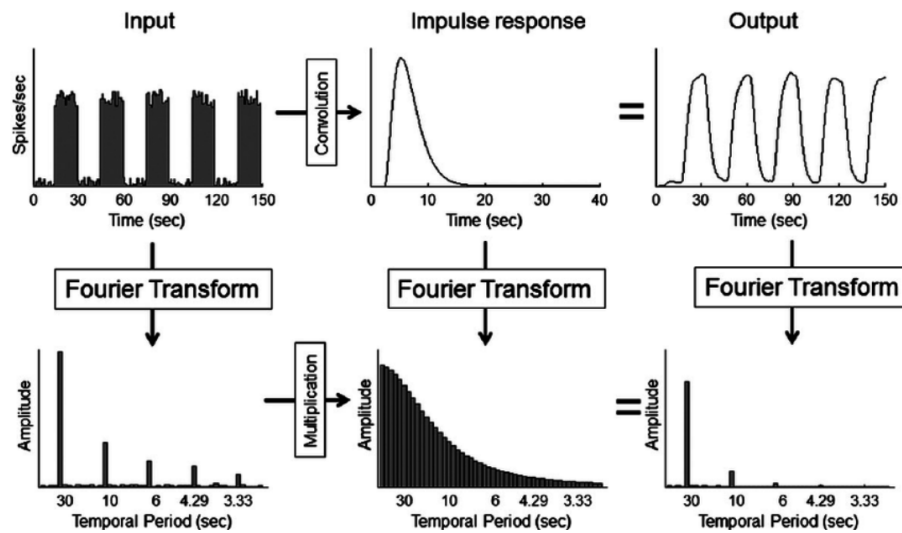 Input
Impulse response
Output
Spikes/sec
0 30 60 90 120 150
Time (sec)
Convolution
0 10 20 30 40
Time (sec)
=
0 30 60 90 120 150
Time (sec)
Fourier Transform
Fourier Transform
Fourier Transform
Amplitude
30 10 6 4.29 3.33
Temporal Period (sec)
Multiplication
Amplitude
30 10 6 4.29 3.33
Temporal Period (sec)
=
Amplitude
30 10 6 4.29 3.33
Temporal Period (sec)